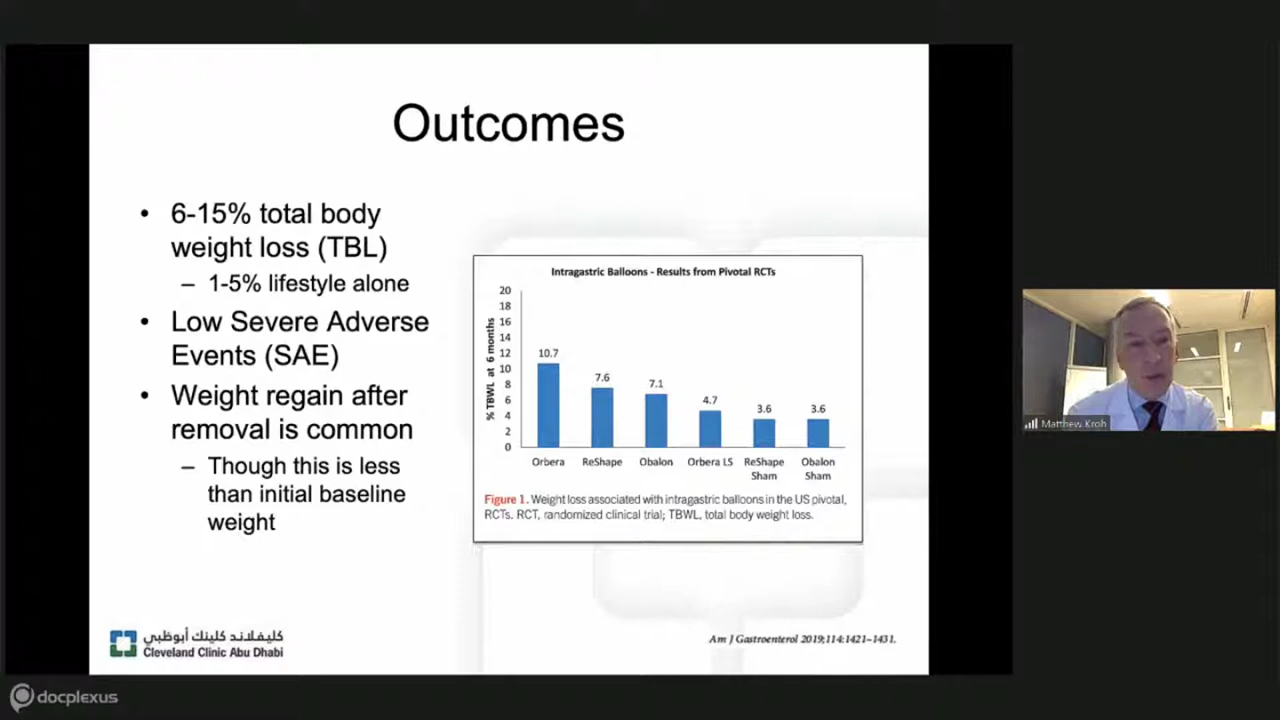 Outcomes
• 6-15% total body
weight loss (TBL)
– 1-5% lifestyle alone
• Low Severe Adverse
Events (SAE)
• Weight regain after
removal is common
– Though this is less
than initial baseline
weight
Intragastric Balloons - Results from Pivotal RCTs
% TBWL at 6 months
20
18
16
14
12
10
8
6
4
2
0
10.7
7.6
7.1
4.7
3.6
3.6
Orbera
ReShape
Obalon
Orbera LS
ReShape
Sham
Obalon
Sham
Figure 1. Weight loss associated with intragastric balloons in the US pivotal,
RCTs. RCT, randomized clinical trial; TBWL, total body weight loss.
كليفلاند كلينك أبوظبي
Cleveland Clinic Abu Dhabi
Am J Gastroenterol 2019;114:1421–1431.
Matthew Kroh
docplexus